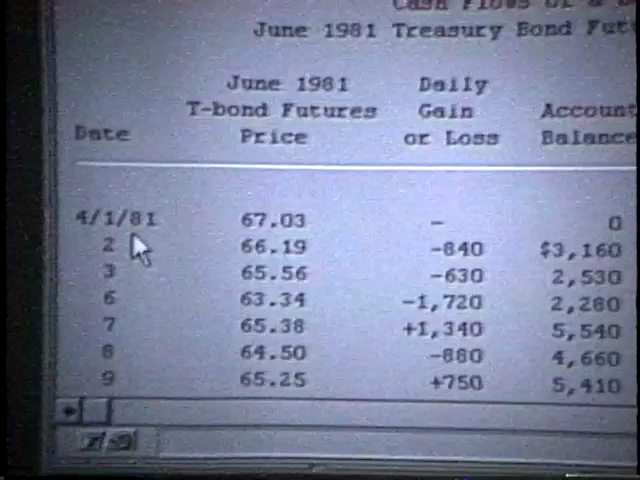 Cash Flows of a
June 1981 Treasury Bond Fut
June 1981 Daily
T-bond Futures Gain Account
Date Price or Loss Balance
4/1/81 67.03 - 0
2 66.19 -840 $3,160
3 65.56 -630 2,530
6 63.34 -1,720 2,280
7 65.38 +1,340 5,540
8 64.50 -880 4,660
9 65.25 +750 5,410